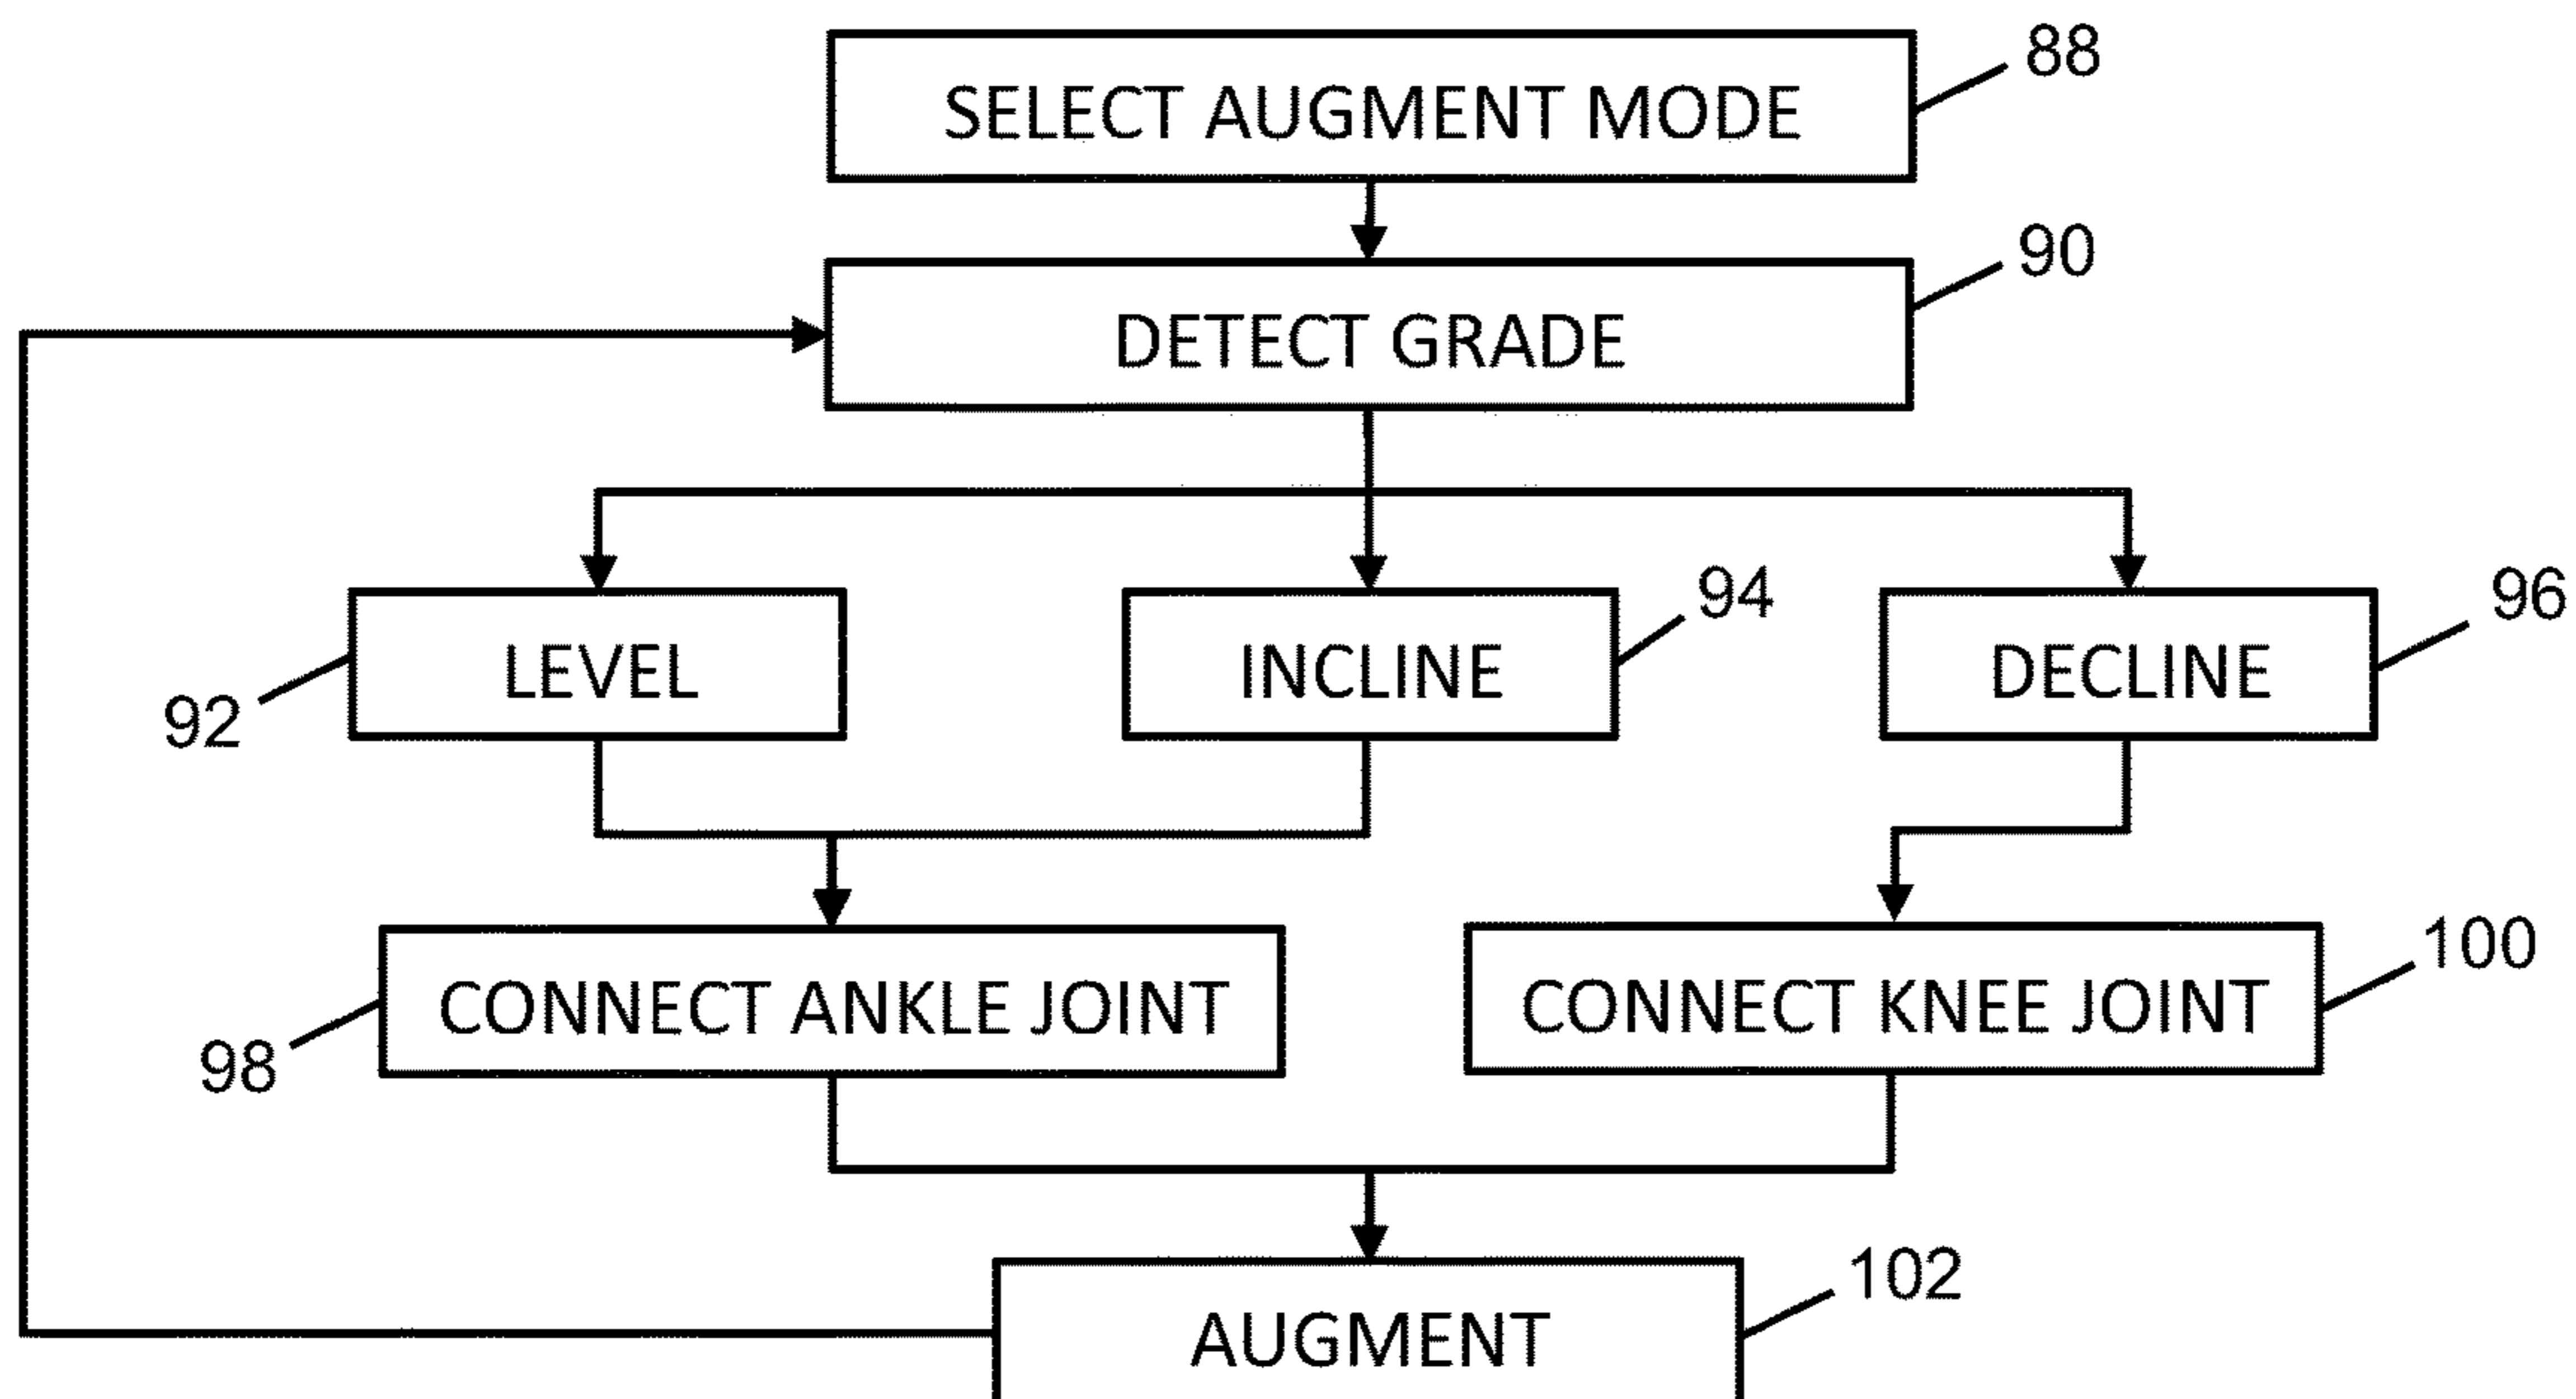 SELECT AUGMENT MODE
88
DETECT GRADE
90
LEVEL
92
INCLINE
94
DECLINE
96
CONNECT ANKLE JOINT
98
CONNECT KNEE JOINT
100
AUGMENT
102